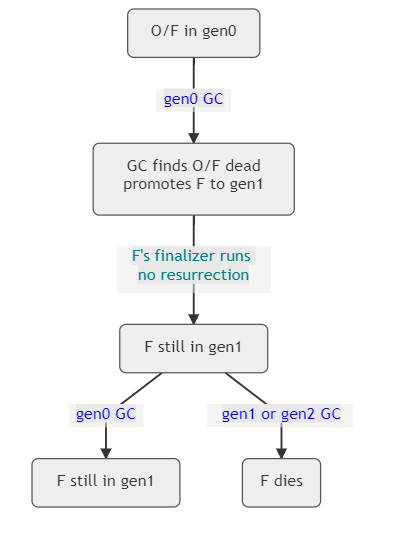 O/F in gen0
gen0 GC
GC finds O/F dead
promotes F to gen1
F's finalizer runs
no resurrection
F still in gen1
gen0 GC
gen1 or gen2 GC
F still in gen1
F dies